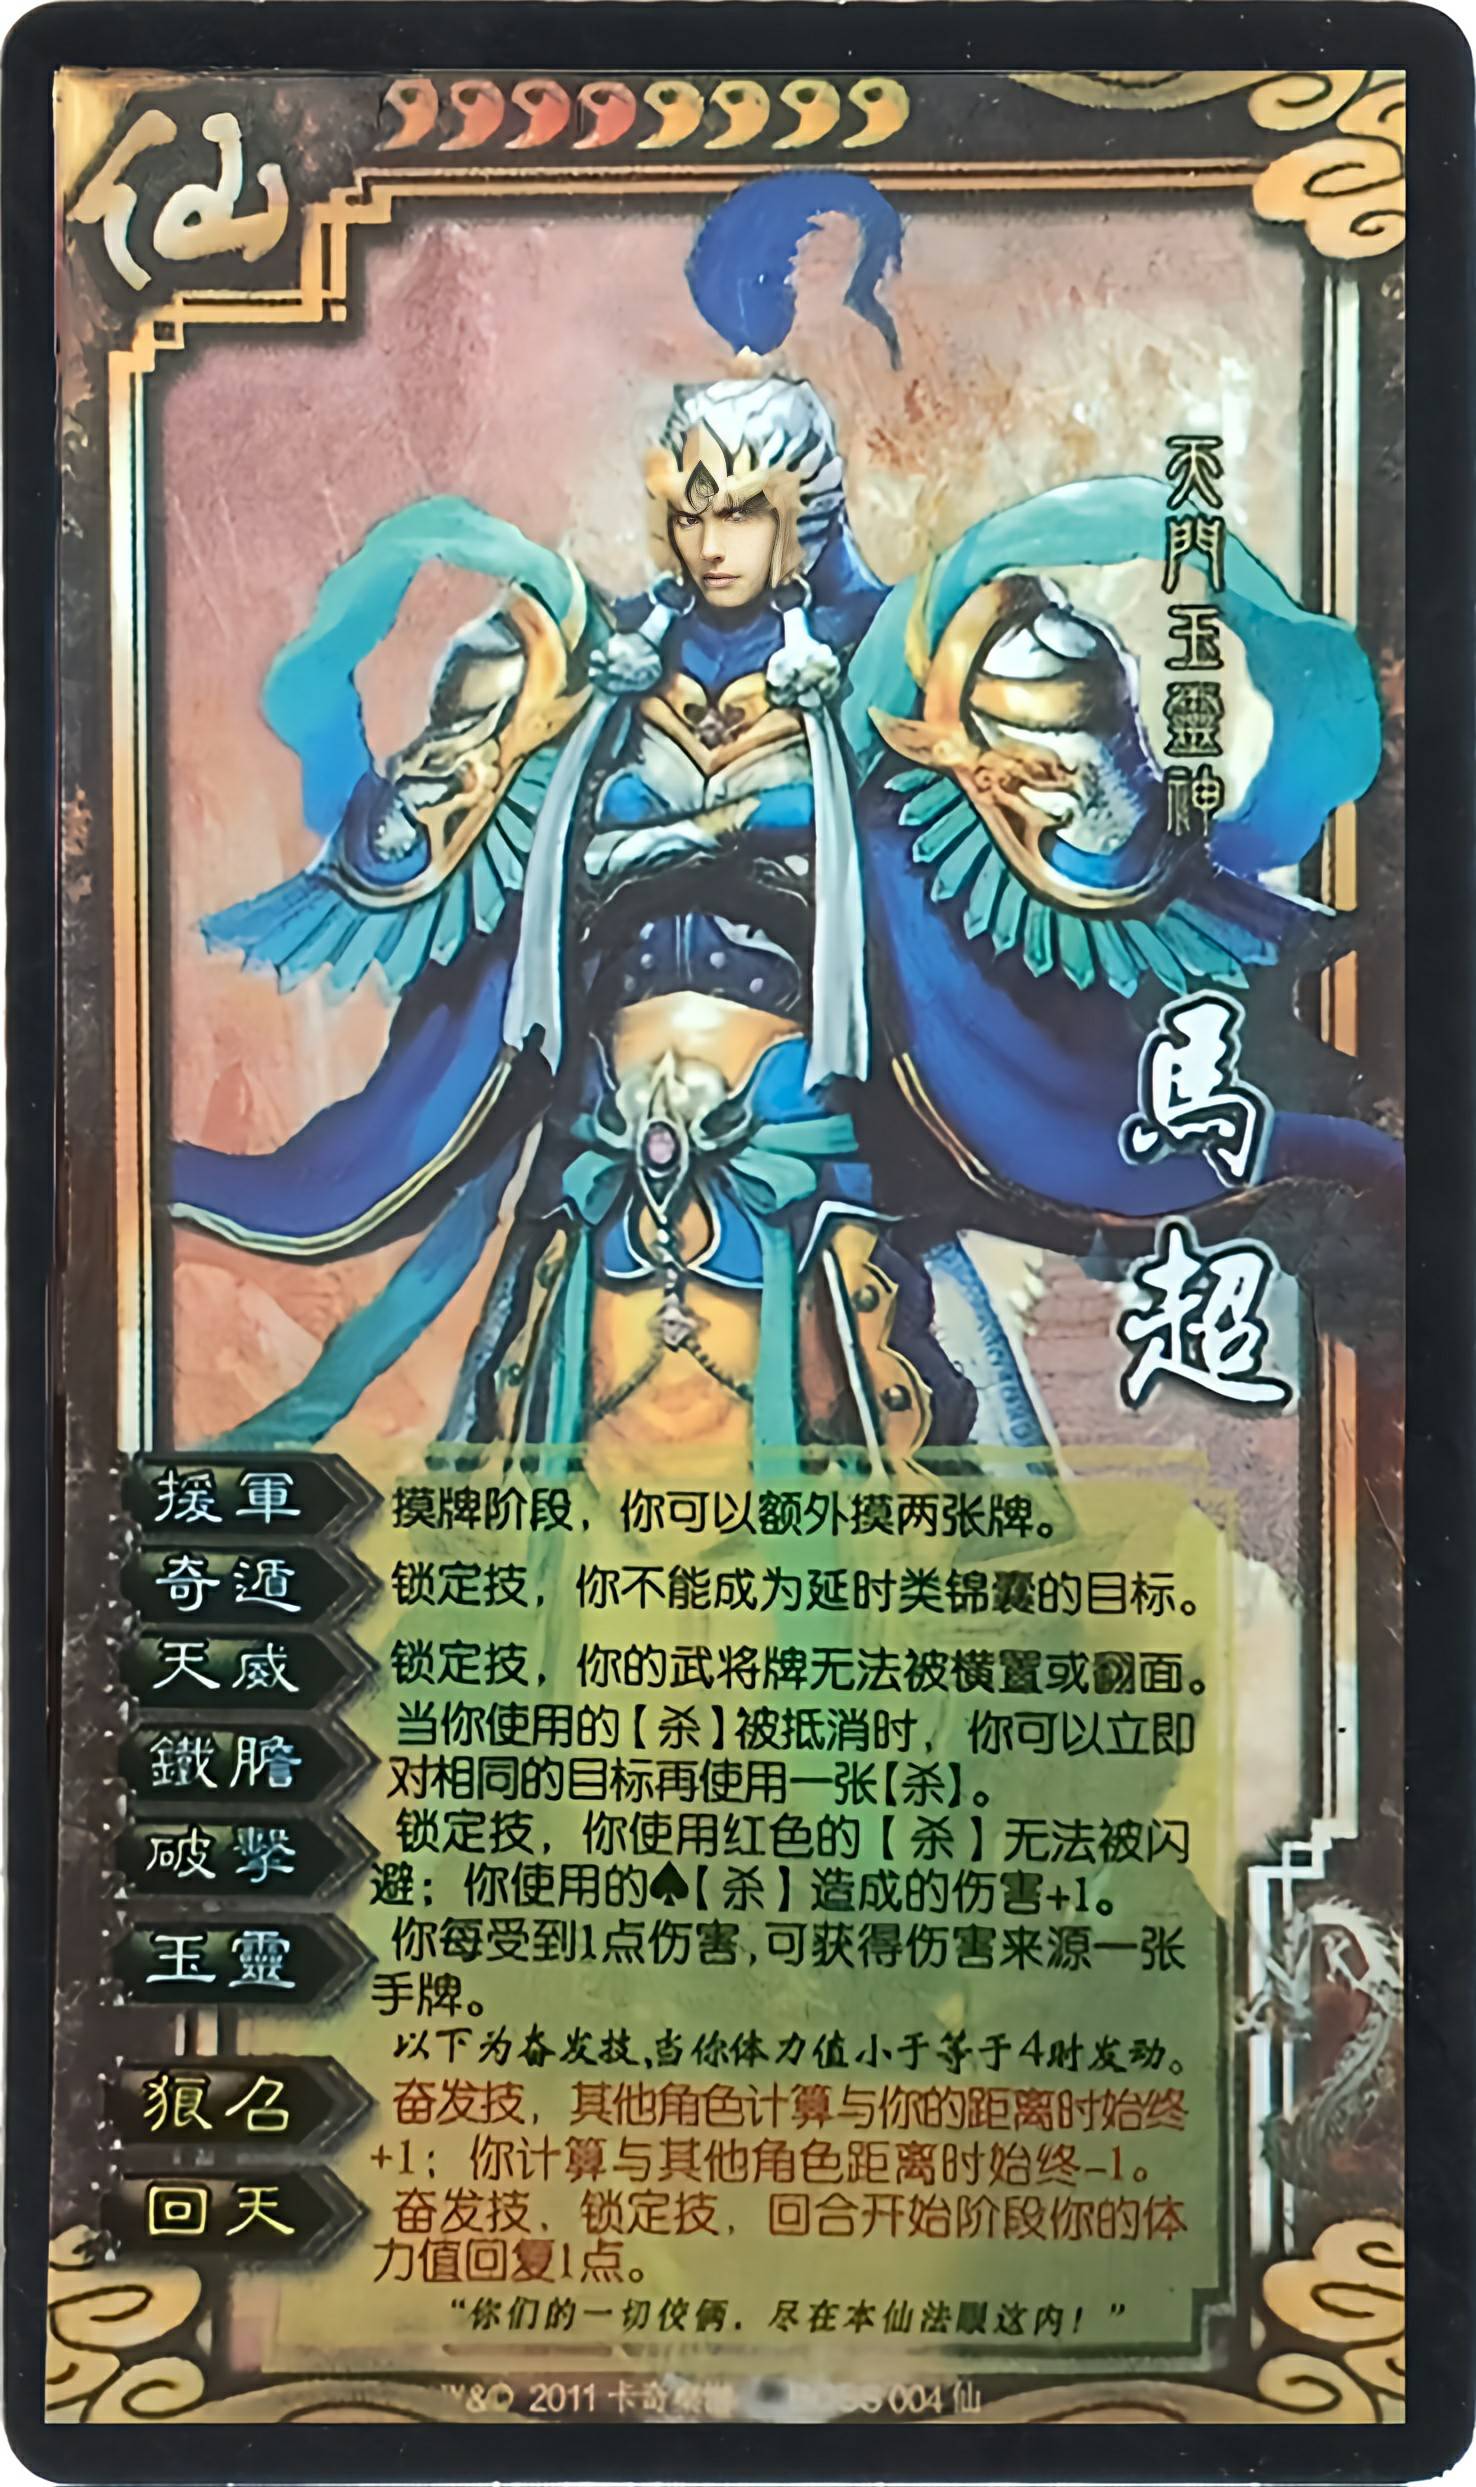 仙
天門玉靈神
馬超
援軍
摸牌阶段，你可以额外摸两张牌。
奇遁
锁定技，你不能成为延时类锦囊的目标。
天威
锁定技，你的武将牌无法被横置或翻面。
鐵膽
当你使用的【杀】被抵消时，你可以立即
对相同的目标再使用一张【杀】。
破擊
锁定技，你使用红色的【杀】无法被闪
避；你使用的♠【杀】造成的伤害+1。
玉靈
你每受到1点伤害,可获得伤害来源一张
手牌。
以下为奋发技,当你体力值小于等于4时发动。
狼召
奋发技，其他角色计算与你的距离时始终
+1；你计算与其他角色距离时始终-1。
回天
奋发技，锁定技，回合开始阶段你的体
力值回复1点。
“你们的一切伎俩，尽在本仙法眼这内！”
2011 卡奇 004 仙